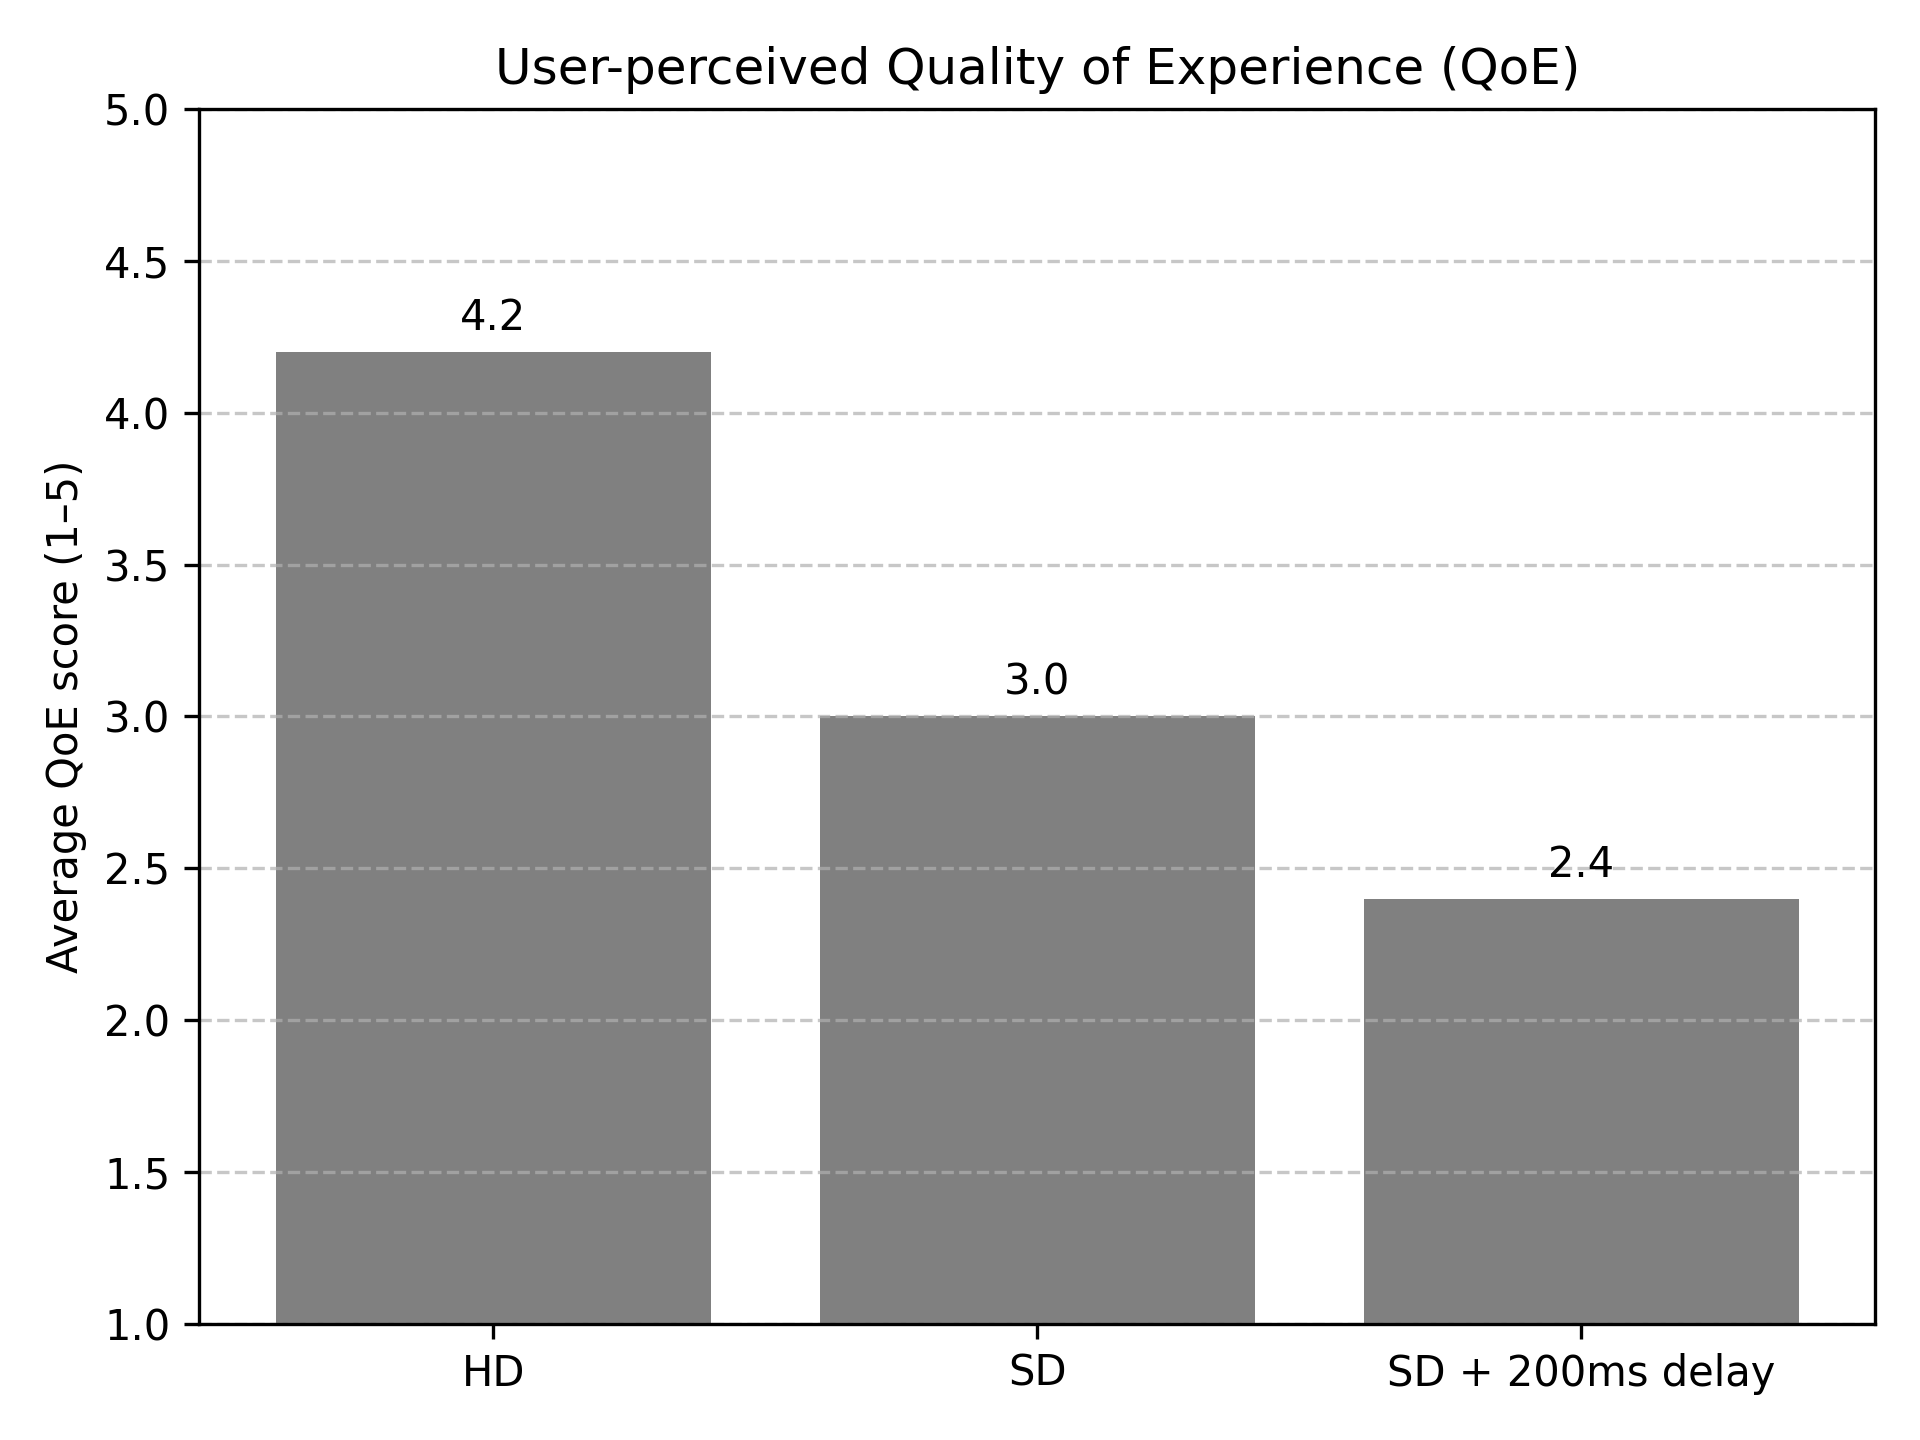 User-perceived Quality of Experience (QoE)
Average QoE score (1–5)
5.0
4.5
4.0
3.5
3.0
2.5
2.0
1.5
1.0
4.2
3.0
2.4
HD
SD
SD + 200ms delay